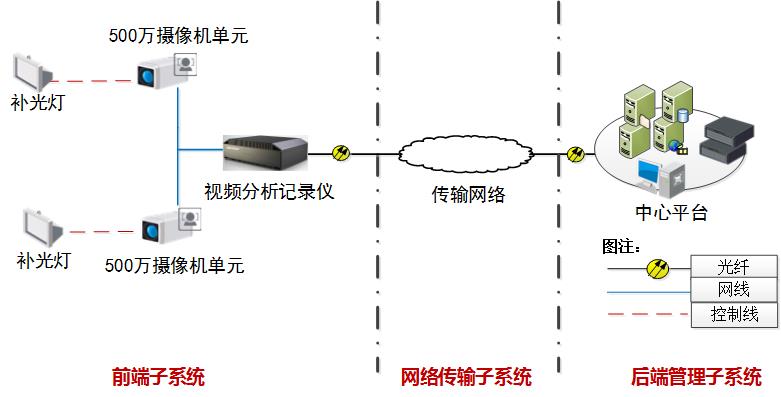 500万摄像机单元
补光灯
视频分析记录仪
传输网络
中心平台
补光灯
500万摄像机单元
图注：
光纤
网线
控制线
前端子系统
网络传输子系统
后端管理子系统